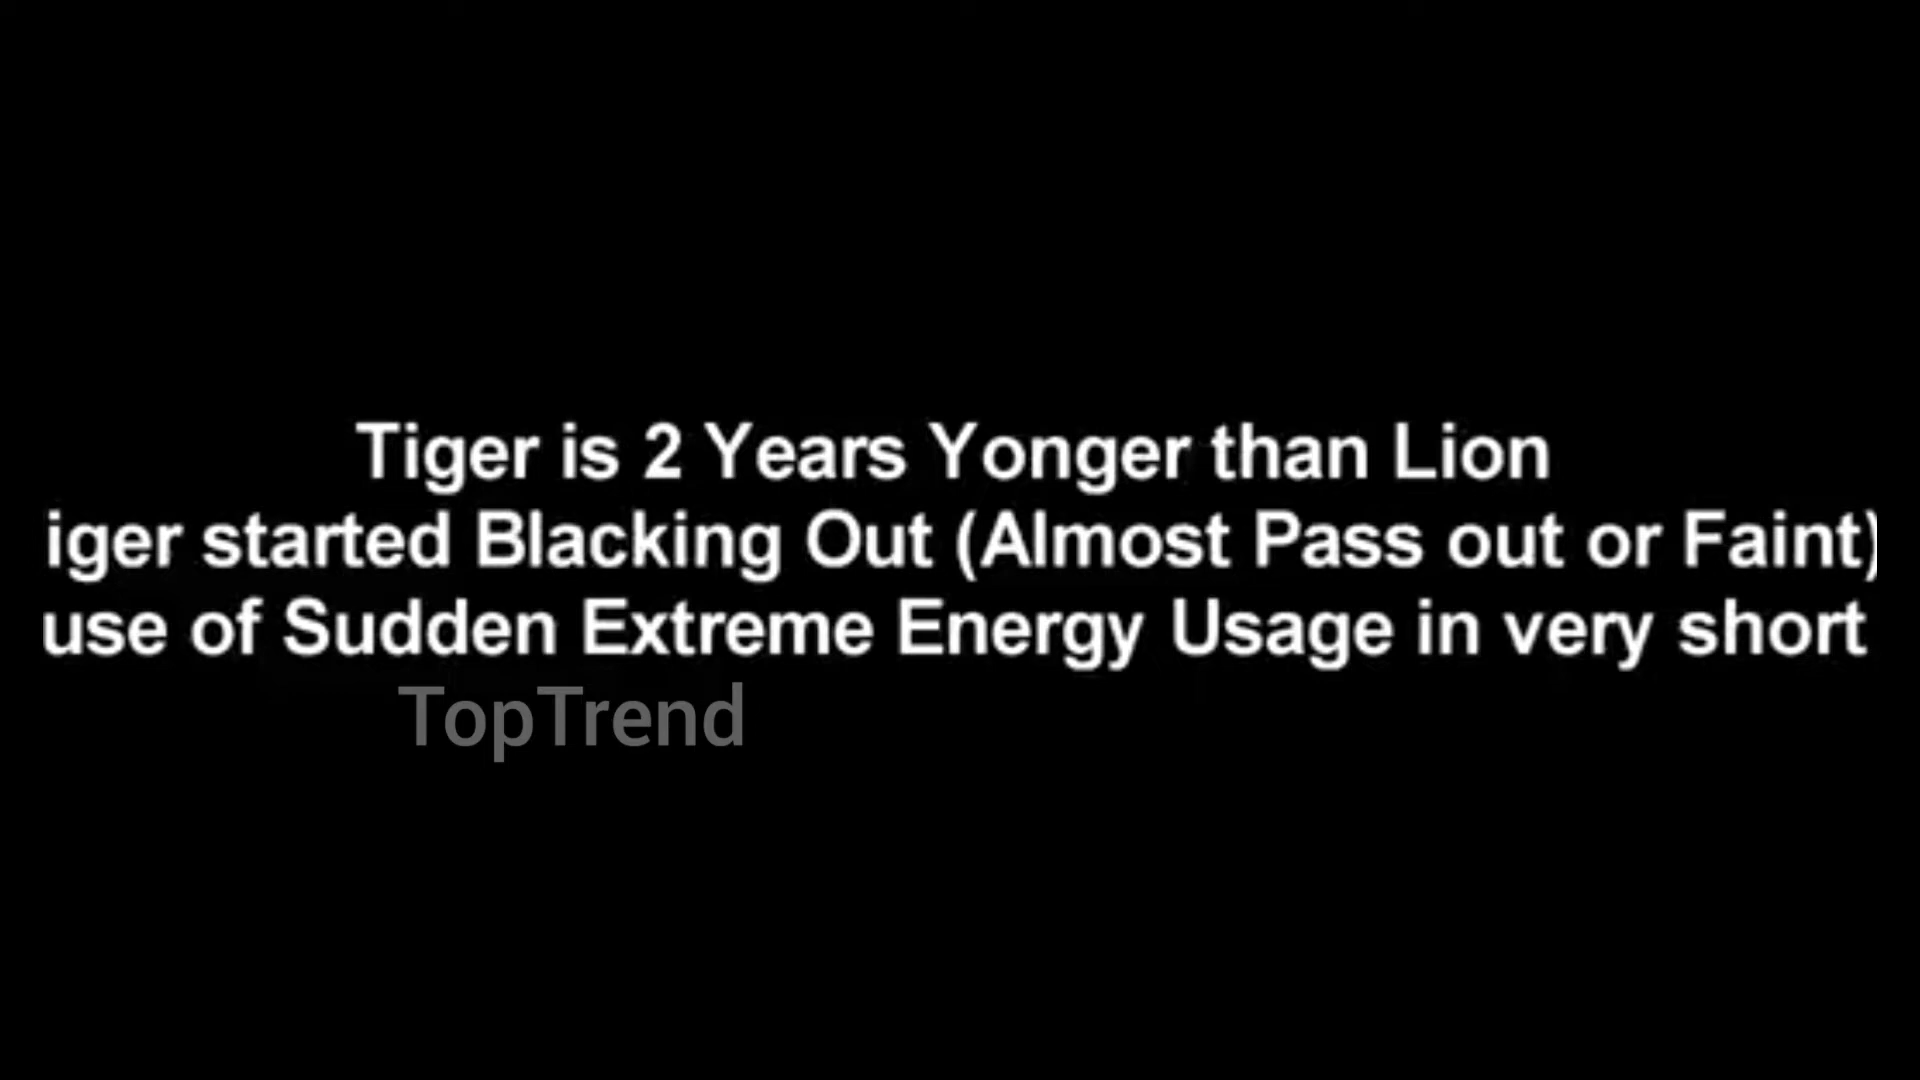 Tiger is 2 Years Yonger than Lion
iger started Blacking Out (Almost Pass out or Faint)
use of Sudden Extreme Energy Usage in very short
TopTrend